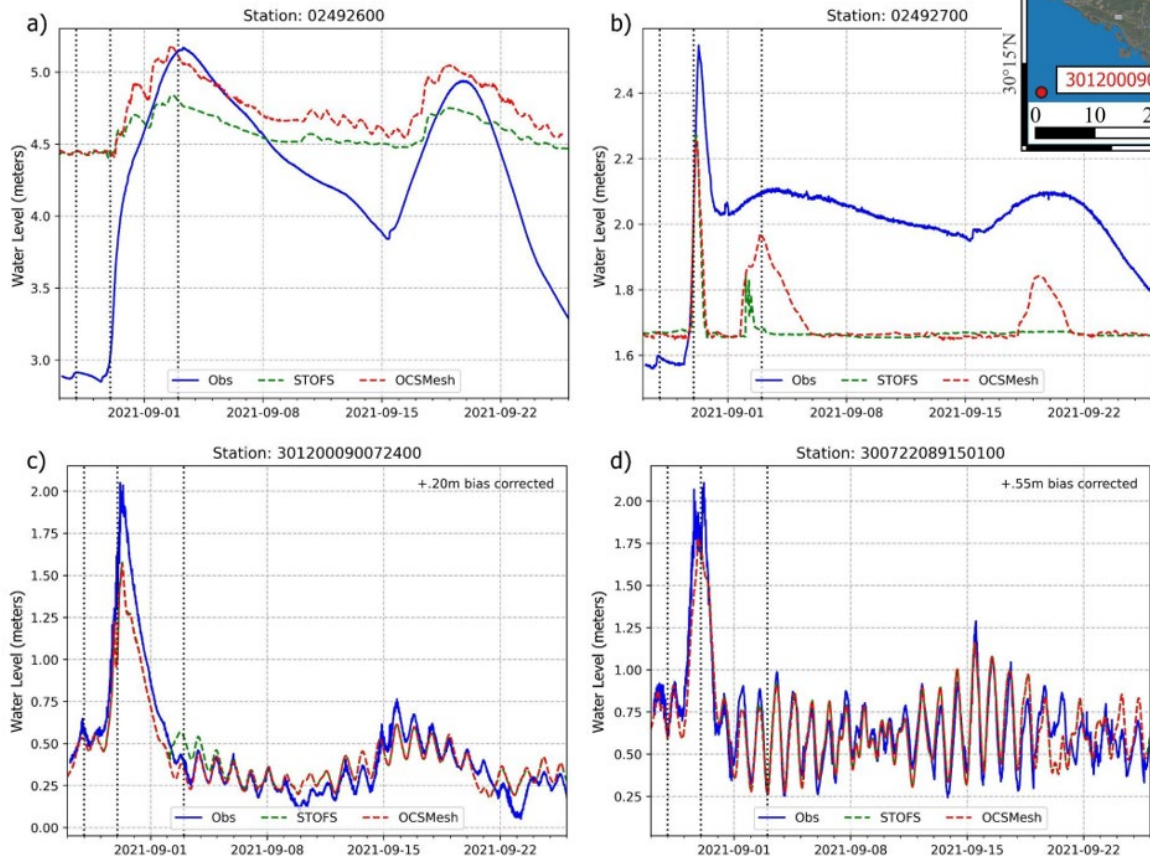 a)
Station: 02492600
Water Level (meters)
5.0
4.5
4.0
3.5
3.0
Obs STOFS OCSMesh
2021-09-01 2021-09-08 2021-09-15 2021-09-22
b)
Station: 02492700
Water Level (meters)
2.4
2.2
2.0
1.8
1.6
Obs STOFS OCSMesh
2021-09-01 2021-09-08 2021-09-15 2021-09-22
30°15'N
0 10
c)
Station: 301200090072400
+.20m bias corrected
Water Level (meters)
2.00
1.75
1.50
1.25
1.00
0.75
0.50
0.25
0.00
Obs STOFS OCSMesh
2021-09-01 2021-09-08 2021-09-15 2021-09-22
d)
Station: 300722089150100
+.55m bias corrected
Water Level (meters)
2.00
1.75
1.50
1.25
1.00
0.75
0.50
0.25
Obs STOFS OCSMesh
2021-09-01 2021-09-08 2021-09-15 2021-09-22